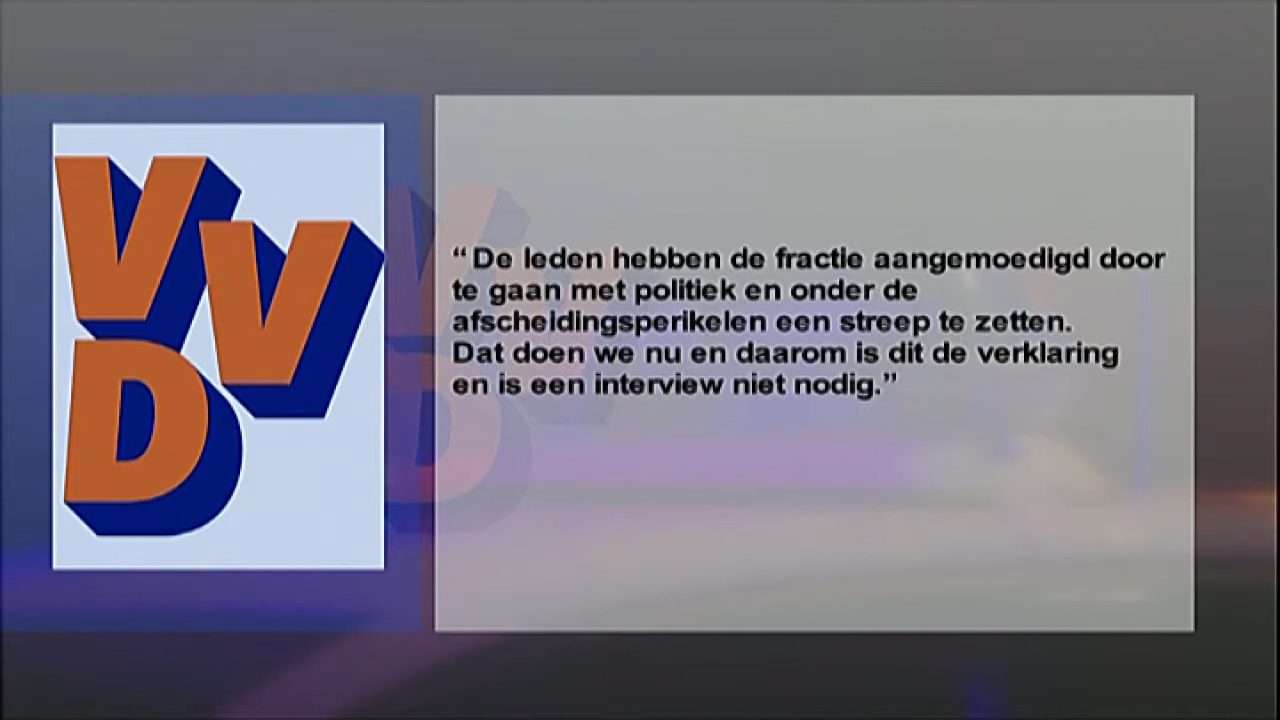 VVD
“ De leden hebben de fractie aangemoedigd door
te gaan met politiek en onder de
afscheidingsperikelen een streep te zetten.
Dat doen we nu en daarom is dit de verklaring
en is een interview niet nodig.”